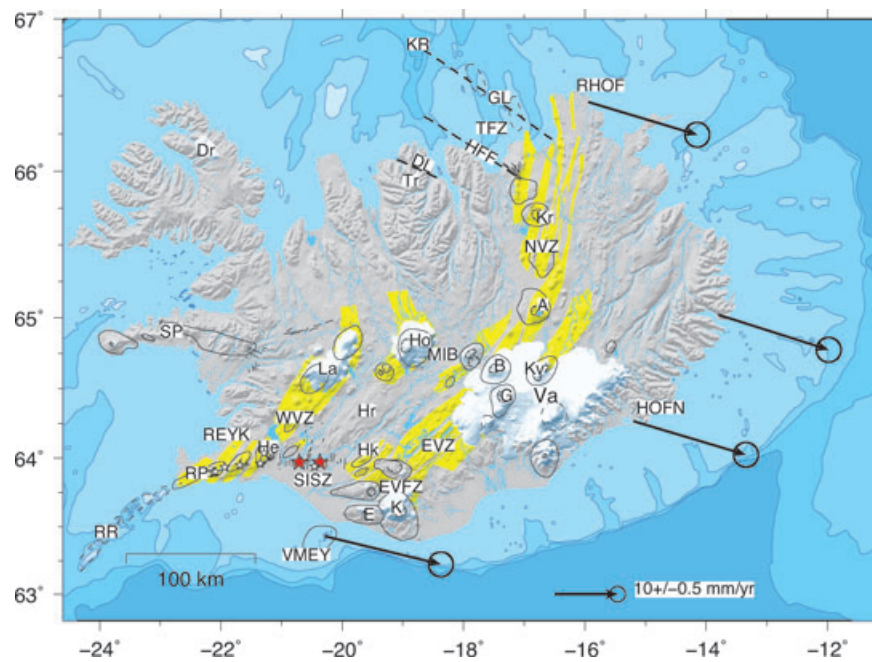 67°
KR
RHOF
GL
TFZ
HFF
66°
Dr
DL
Tr
Kr
NVZ
65°
A
SP
Ho
MIB
La
B
Kv
G
Va
Hr
WVZ
HOFN
REYK
64°
He
Hk
EVZ
RP
SISZ
EVFZ
K
E
RR
VMEY
100 km
10+/−0.5 mm/yr
63°
−24° −22° −20° −18° −16° −14° −12°